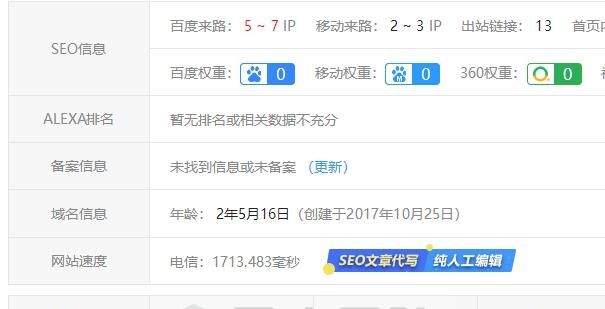 SEO信息
百度来路： 5 ~ 7 IP 移动来路： 2 ~ 3 IP 出站链接： 13 首页内
百度权重： 0 移动权重： 0 360权重： 0
ALEXA排名 暂无排名或相关数据不充分
备案信息 未找到信息或未备案 （更新）
域名信息 年龄： 2年5月16日（创建于2017年10月25日）
网站速度 电信：1713.483毫秒 SEO文章代写 纯人工编辑